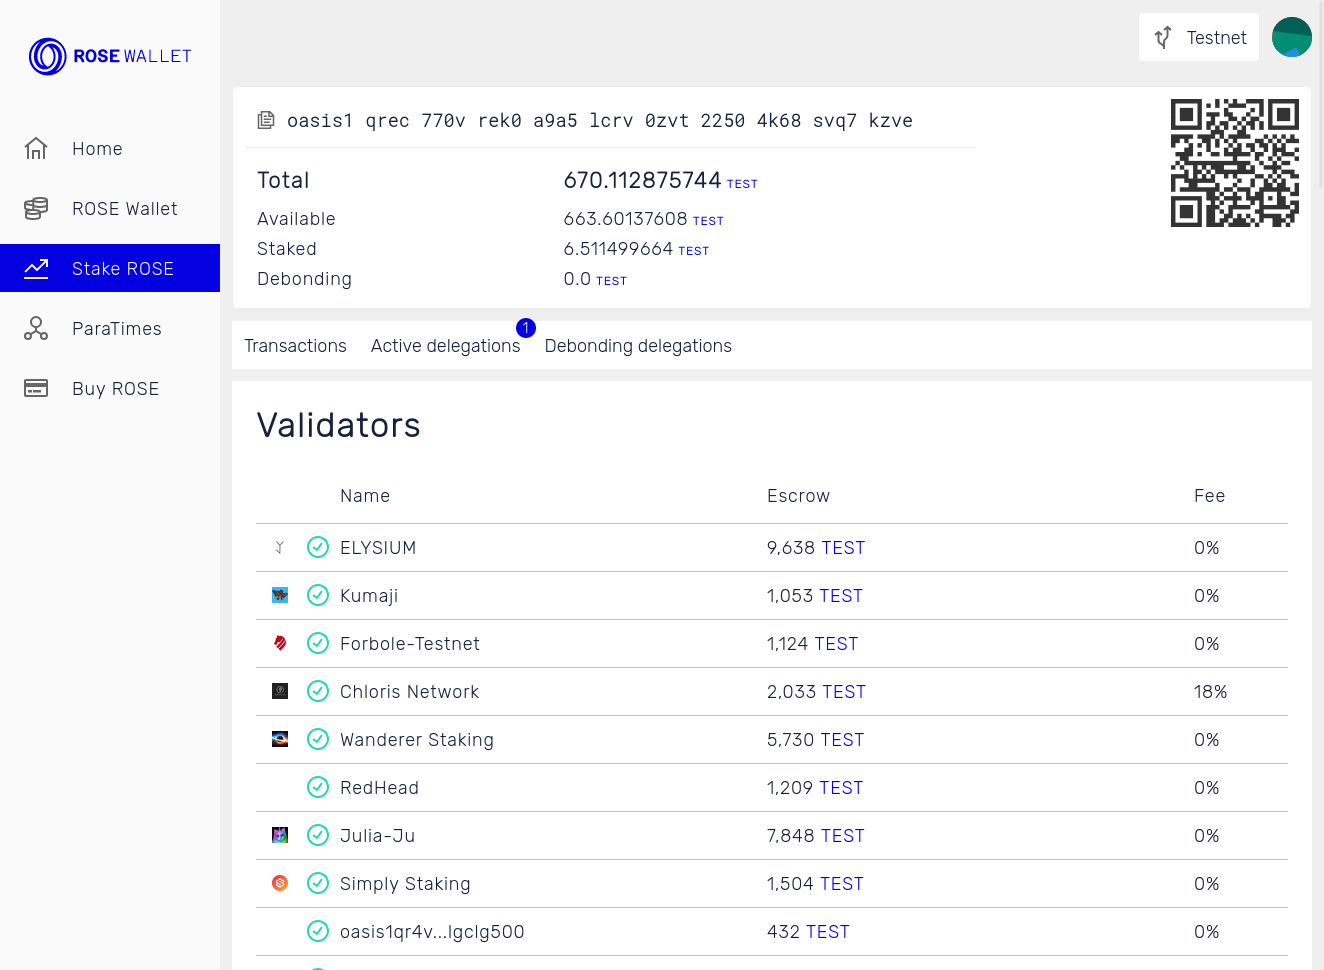 ROSE WALLET
Testnet
Home
ROSE Wallet
Stake ROSE
ParaTimes
Buy ROSE
oasis1 qrec 770v rek0 a9a5 lcrv 0zvt 2250 4k68 svq7 kzve
Total 670.112875744 TEST
Available 663.60137608 TEST
Staked 6.511499664 TEST
Debonding 0.0 TEST
Transactions Active delegations 1 Debonding delegations
Validators
Name Escrow Fee
ELYSIUM 9,638 TEST 0%
Kumaji 1,053 TEST 0%
Forbole-Testnet 1,124 TEST 0%
Chloris Network 2,033 TEST 18%
Wanderer Staking 5,730 TEST 0%
RedHead 1,209 TEST 0%
Julia-Ju 7,848 TEST 0%
Simply Staking 1,504 TEST 0%
oasis1qr4v...lgclg500 432 TEST 0%